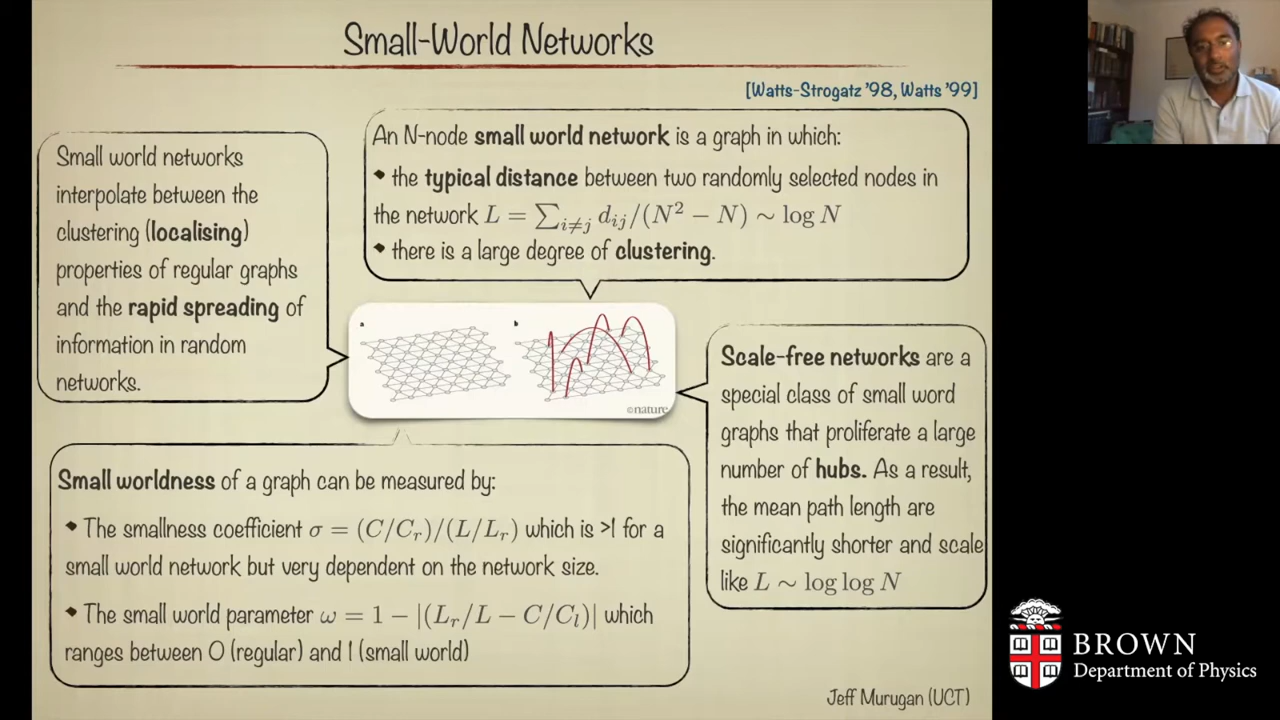 Small-World Networks
[Watts-Strogatz '98, Watts '99]
Small world networks
interpolate between the
clustering (localising)
properties of regular graphs
and the rapid spreading of
information in random
networks.
An N-node small world network is a graph in which:
• the typical distance between two randomly selected nodes in
the network L = ∑_{i≠j} d_{ij}/(N² − N) ∼ log N
• there is a large degree of clustering.
a
b
©nature
Scale-free networks are a
special class of small word
graphs that proliferate a large
number of hubs. As a result,
the mean path length are
significantly shorter and scale
like L ∼ log log N
Small worldness of a graph can be measured by:
• The smallness coefficient σ = (C/C_r)/(L/L_r) which is >1 for a
small world network but very dependent on the network size.
• The small world parameter ω = 1 − |(L_r/L − C/C_l)| which
ranges between 0 (regular) and 1 (small world)
Jeff Murugan (UCT)
BROWN
Department of Physics